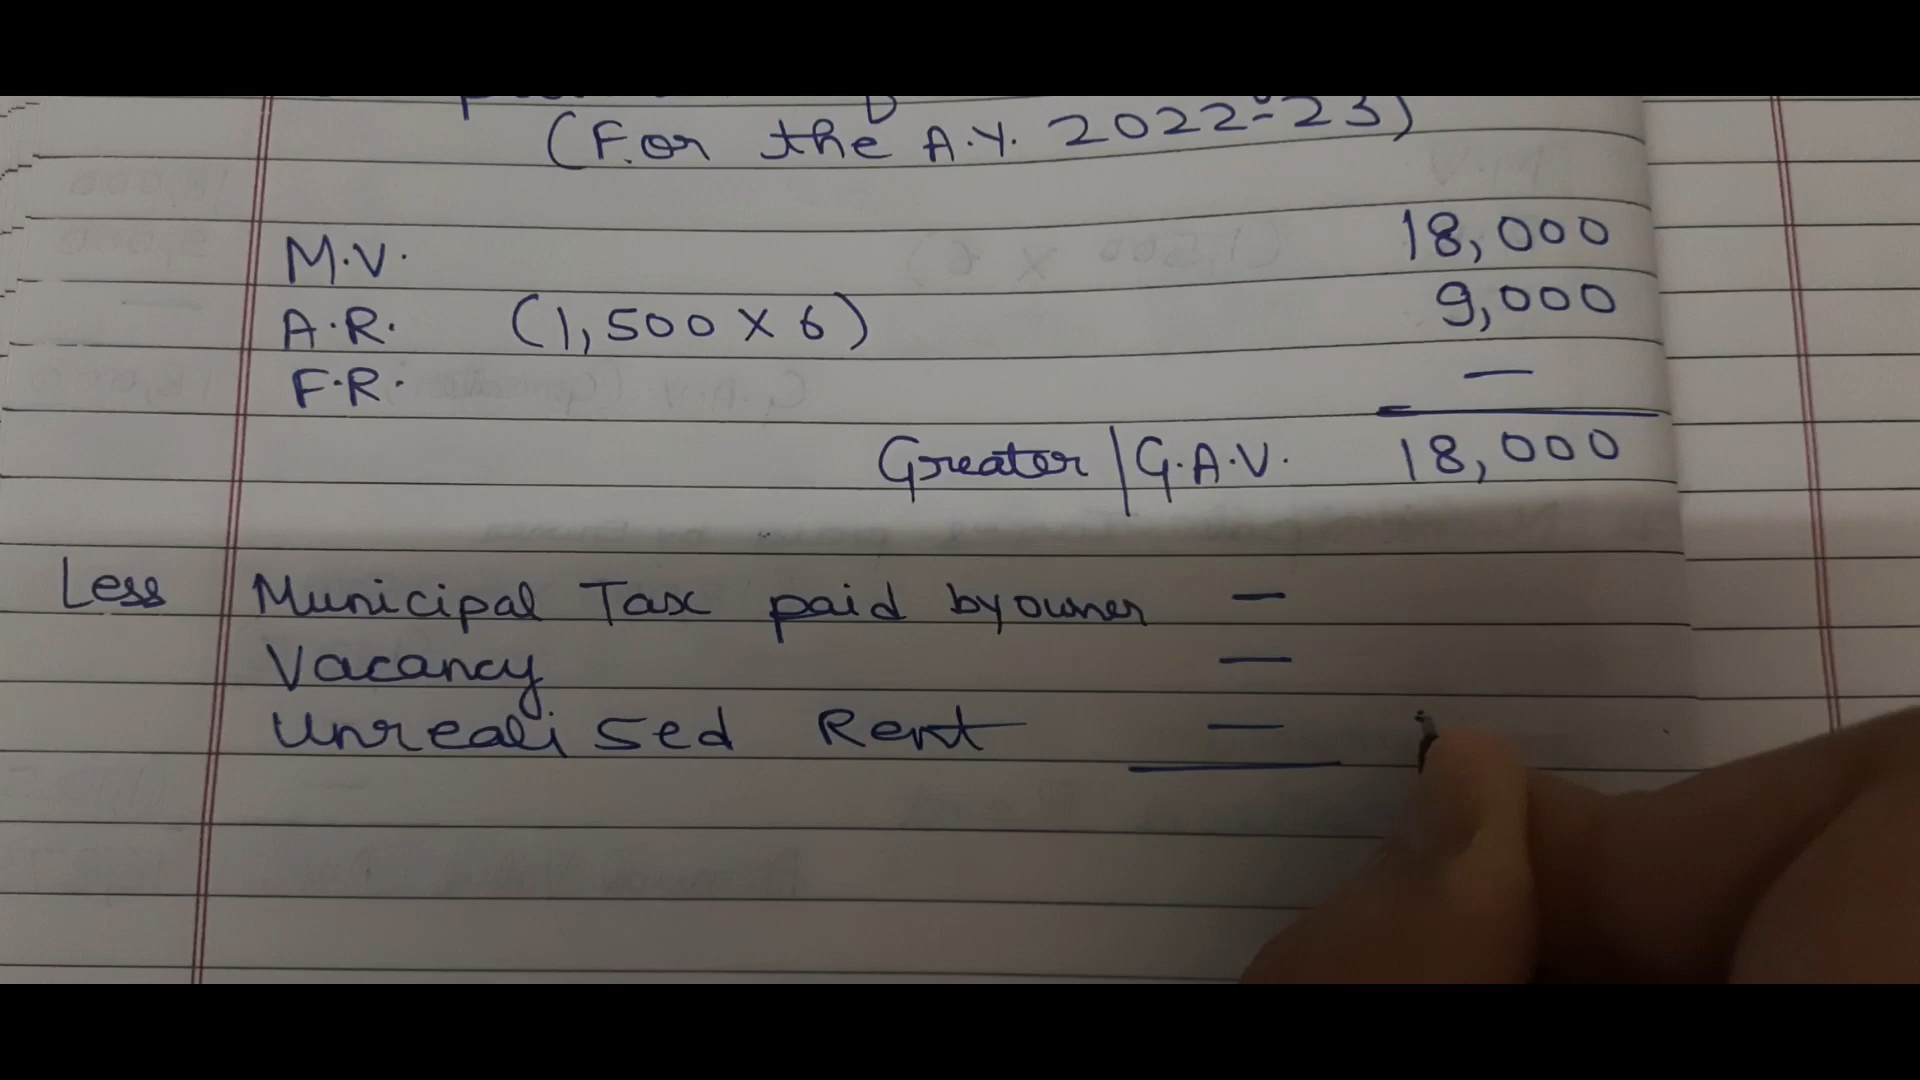 (For the A.Y. 2022-23)
M.V. 18,000
A.R. (1,500 X 6) 9,000
F.R. —
Greater | G.A.V. 18,000
Less Municipal Tax paid by owner —
Vacancy —
Unrealised Rent —